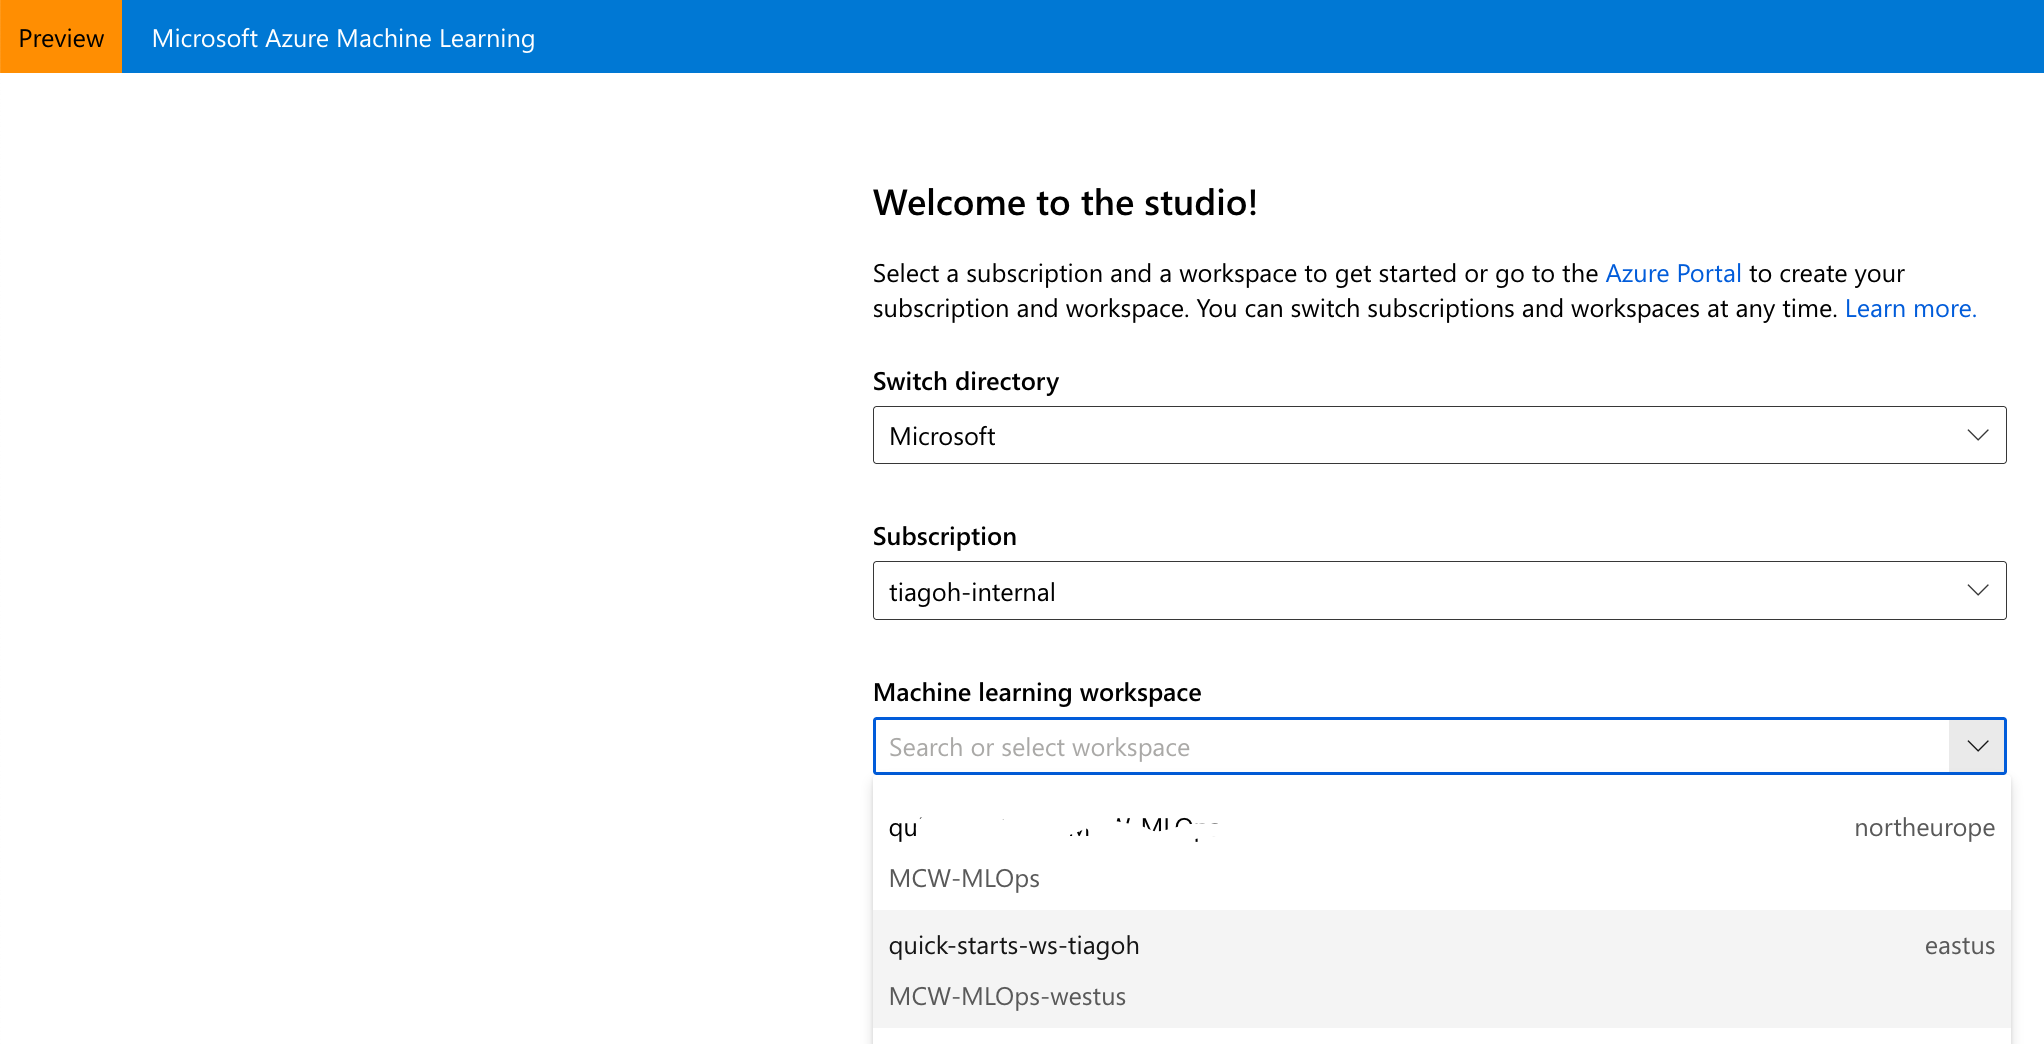 Preview
Microsoft Azure Machine Learning
Welcome to the studio!
Select a subscription and a workspace to get started or go to the Azure Portal to create your
subscription and workspace. You can switch subscriptions and workspaces at any time. Learn more.
Switch directory
Microsoft
Subscription
tiagoh-internal
Machine learning workspace
Search or select workspace
northeurope
MCW-MLOps
quick-starts-ws-tiagoh eastus
MCW-MLOps-westus